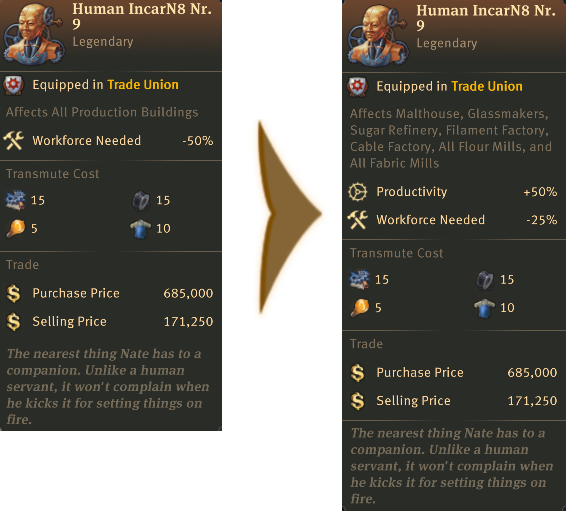 Human IncarN8 Nr.
9
Legendary
Equipped in Trade Union
Affects All Production Buildings
Workforce Needed -50%
Transmute Cost
15 15
5 10
Trade
Purchase Price 685,000
Selling Price 171,250
The nearest thing Nate has to a
companion. Unlike a human
servant, it won't complain when
he kicks it for setting things on
fire.
Human IncarN8 Nr.
9
Legendary
Equipped in Trade Union
Affects Malthouse, Glassmakers,
Sugar Refinery, Filament Factory,
Cable Factory, All Flour Mills, and
All Fabric Mills
Productivity +50%
Workforce Needed -25%
Transmute Cost
15 15
5 10
Trade
Purchase Price 685,000
Selling Price 171,250
The nearest thing Nate has to a
companion. Unlike a human
servant, it won't complain when
he kicks it for setting things on
fire.